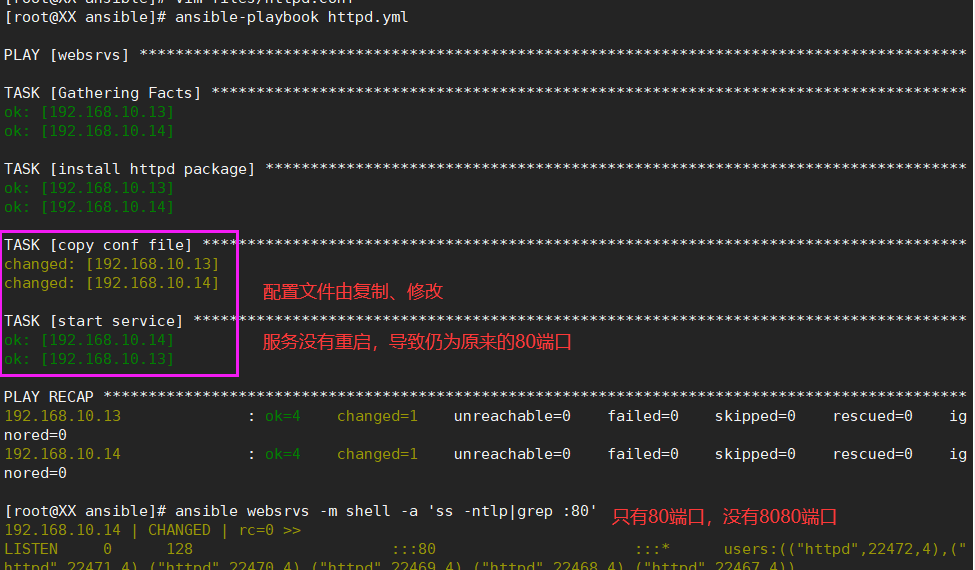 [root@XX ansible]# vim files/httpd.conf
[root@XX ansible]# ansible-playbook httpd.yml
PLAY [websrvs] ********************************************************************************************
TASK [Gathering Facts] ************************************************************************************
ok: [192.168.10.13]
ok: [192.168.10.14]
TASK [install httpd package] ******************************************************************************
ok: [192.168.10.13]
ok: [192.168.10.14]
TASK [copy conf file] *************************************************************************************
changed: [192.168.10.13]
changed: [192.168.10.14]
配置文件由复制、修改
TASK [start service] **************************************************************************************
服务没有重启，导致仍为原来的80端口
ok: [192.168.10.14]
ok: [192.168.10.13]
PLAY RECAP ************************************************************************************************
192.168.10.13 : ok=4 changed=1 unreachable=0 failed=0 skipped=0 rescued=0 ig
nored=0
192.168.10.14 : ok=4 changed=1 unreachable=0 failed=0 skipped=0 rescued=0 ig
nored=0
[root@XX ansible]# ansible websrvs -m shell -a 'ss -ntlp|grep :80'
只有80端口，没有8080端口
192.168.10.14 | CHANGED | rc=0 >>
LISTEN 0 128 :::80 :::* users:(("httpd",22472,4),("
httpd",22471,4),("httpd",22470,4),("httpd",22469,4),("httpd",22468,4),("httpd",22467,4))